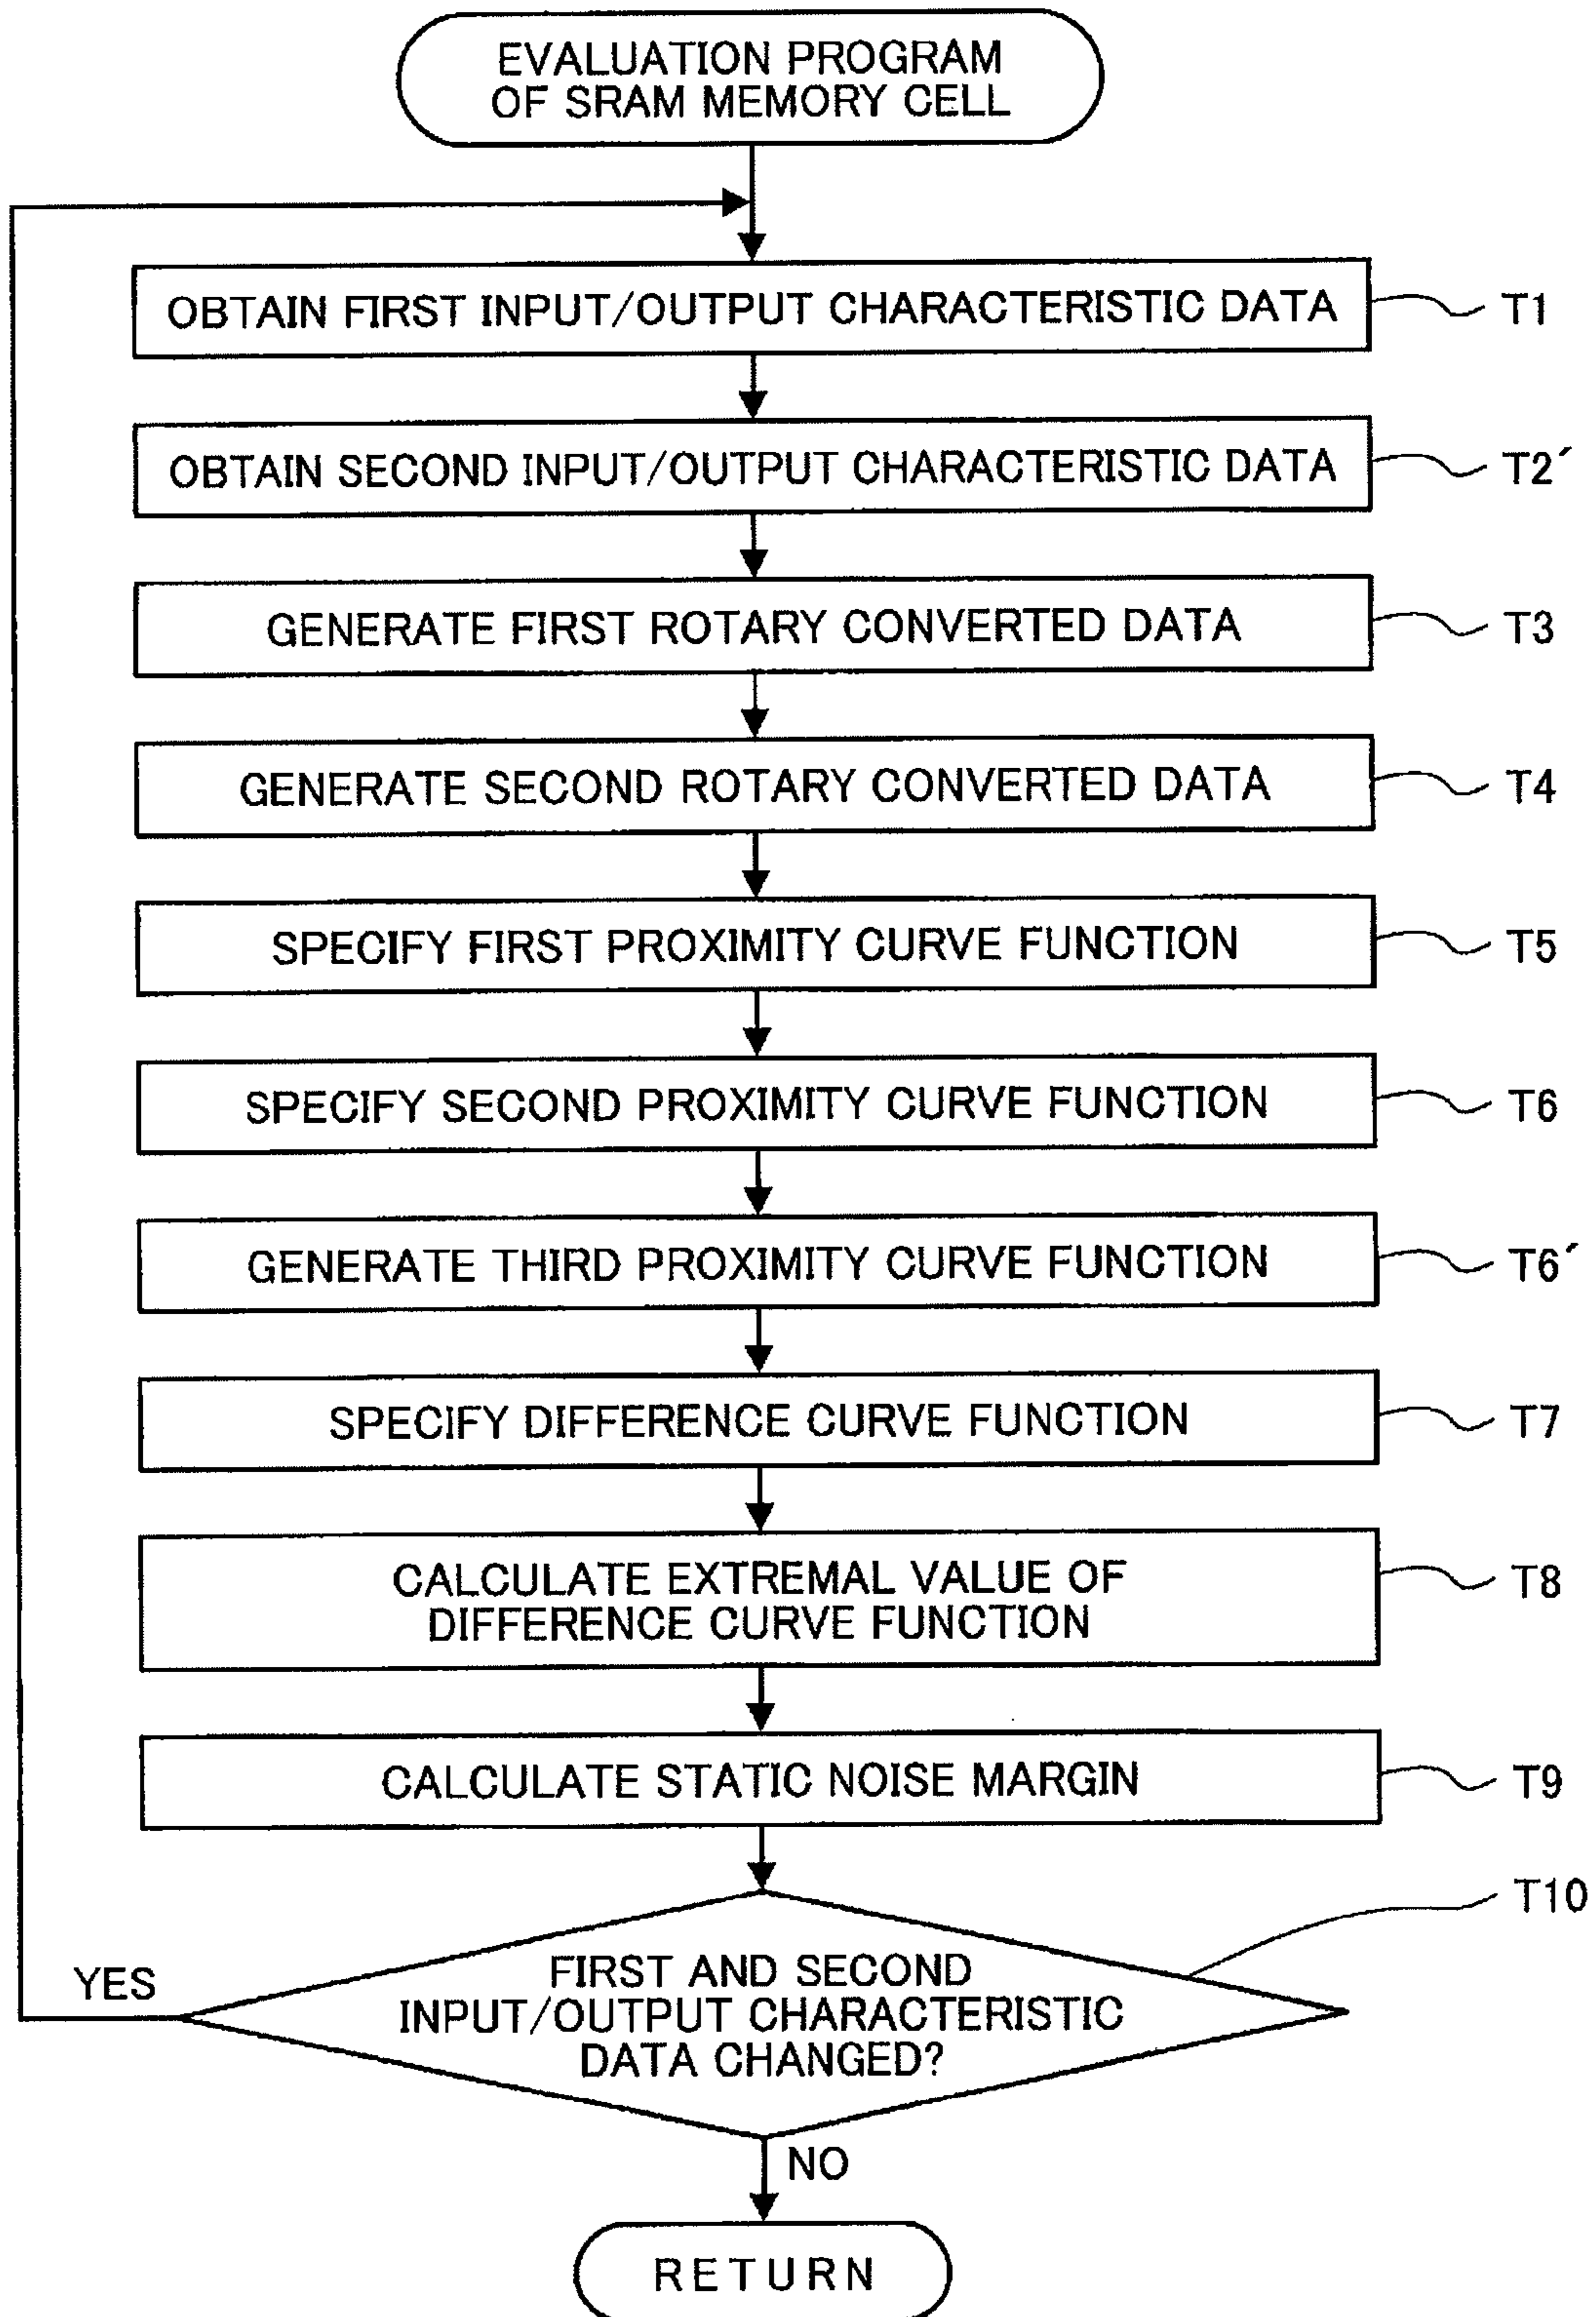 EVALUATION PROGRAM
OF SRAM MEMORY CELL
OBTAIN FIRST INPUT/OUTPUT CHARACTERISTIC DATA
T1
OBTAIN SECOND INPUT/OUTPUT CHARACTERISTIC DATA
T2´
GENERATE FIRST ROTARY CONVERTED DATA
T3
GENERATE SECOND ROTARY CONVERTED DATA
T4
SPECIFY FIRST PROXIMITY CURVE FUNCTION
T5
SPECIFY SECOND PROXIMITY CURVE FUNCTION
T6
GENERATE THIRD PROXIMITY CURVE FUNCTION
T6´
SPECIFY DIFFERENCE CURVE FUNCTION
T7
CALCULATE EXTREMAL VALUE OF
DIFFERENCE CURVE FUNCTION
T8
CALCULATE STATIC NOISE MARGIN
T9
T10
FIRST AND SECOND
INPUT/OUTPUT CHARACTERISTIC
DATA CHANGED?
YES
NO
RETURN